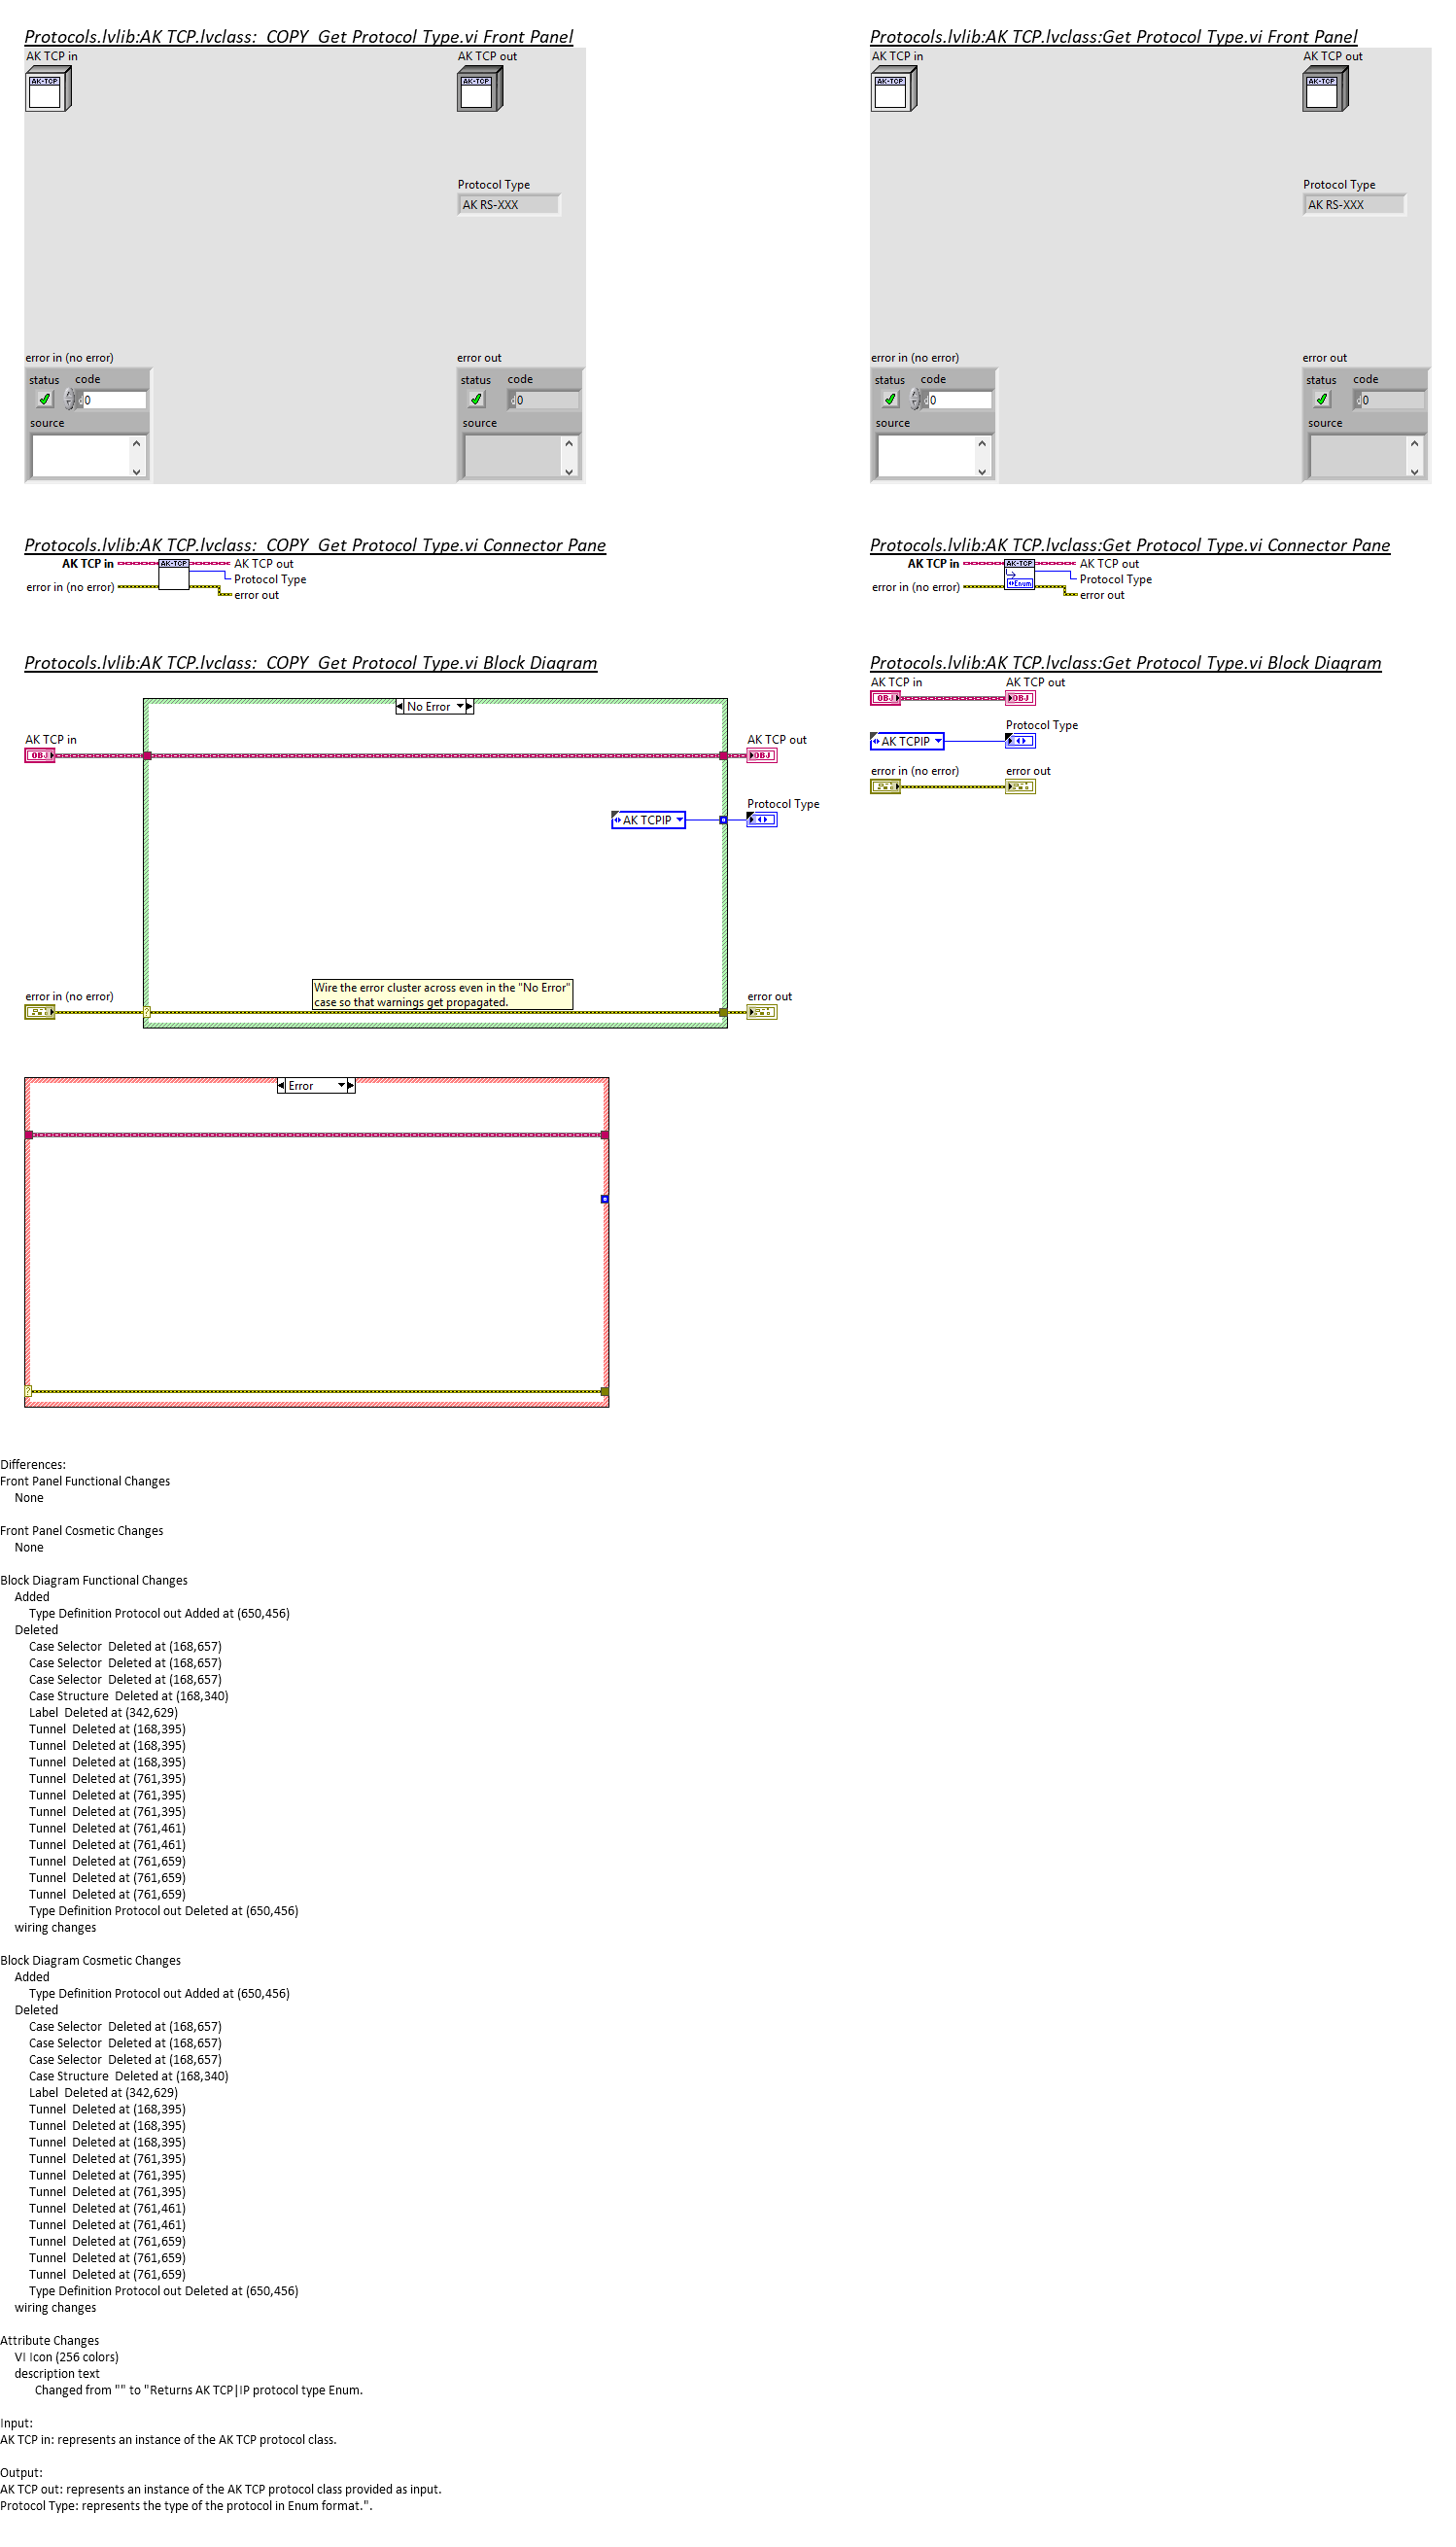 Protocols.lvlib:AK TCP.lvclass:_COPY_Get Protocol Type.vi Front Panel
AK TCP in
AK-TCP
AK TCP out
AK-TCP
Protocol Type
AK RS-XXX
error in (no error)
status code
0
source
error out
status code
0
source
Protocols.lvlib:AK TCP.lvclass:Get Protocol Type.vi Front Panel
AK TCP in
AK-TCP
AK TCP out
AK-TCP
Protocol Type
AK RS-XXX
error in (no error)
status code
d 0
source
error out
status code
d 0
source
Protocols.lvlib:AK TCP.lvclass:_COPY_Get Protocol Type.vi Connector Pane
AK TCP in
AK-TCP
AK TCP out
Protocol Type
error in (no error)
error out
Protocols.lvlib:AK TCP.lvclass:Get Protocol Type.vi Connector Pane
AK TCP in
AK-TCP
AK TCP out
Protocol Type
Enum
error in (no error)
error out
Protocols.lvlib:AK TCP.lvclass:_COPY_Get Protocol Type.vi Block Diagram
No Error
AK TCP in
OBJ
AK TCP out
OBJ
Protocol Type
AK TCPIP
Wire the error cluster across even in the "No Error"
case so that warnings get propagated.
error in (no error)
?
error out
Error
?
Protocols.lvlib:AK TCP.lvclass:Get Protocol Type.vi Block Diagram
AK TCP in
OBJ
AK TCP out
OBJ
Protocol Type
AK TCPIP
error in (no error)
error out
Differences:
Front Panel Functional Changes
None
Front Panel Cosmetic Changes
None
Block Diagram Functional Changes
Added
Type Definition Protocol out Added at (650,456)
Deleted
Case Selector  Deleted at (168,657)
Case Selector  Deleted at (168,657)
Case Selector  Deleted at (168,657)
Case Structure  Deleted at (168,340)
Label  Deleted at (342,629)
Tunnel  Deleted at (168,395)
Tunnel  Deleted at (168,395)
Tunnel  Deleted at (168,395)
Tunnel  Deleted at (761,395)
Tunnel  Deleted at (761,395)
Tunnel  Deleted at (761,395)
Tunnel  Deleted at (761,461)
Tunnel  Deleted at (761,461)
Tunnel  Deleted at (761,659)
Tunnel  Deleted at (761,659)
Tunnel  Deleted at (761,659)
Type Definition Protocol out Deleted at (650,456)
wiring changes
Block Diagram Cosmetic Changes
Added
Type Definition Protocol out Added at (650,456)
Deleted
Case Selector  Deleted at (168,657)
Case Selector  Deleted at (168,657)
Case Selector  Deleted at (168,657)
Case Structure  Deleted at (168,340)
Label  Deleted at (342,629)
Tunnel  Deleted at (168,395)
Tunnel  Deleted at (168,395)
Tunnel  Deleted at (168,395)
Tunnel  Deleted at (761,395)
Tunnel  Deleted at (761,395)
Tunnel  Deleted at (761,395)
Tunnel  Deleted at (761,461)
Tunnel  Deleted at (761,461)
Tunnel  Deleted at (761,659)
Tunnel  Deleted at (761,659)
Tunnel  Deleted at (761,659)
Type Definition Protocol out Deleted at (650,456)
wiring changes
Attribute Changes
VI Icon (256 colors)
description text
Changed from "" to "Returns AK TCP|IP protocol type Enum.
Input:
AK TCP in: represents an instance of the AK TCP protocol class.
Output:
AK TCP out: represents an instance of the AK TCP protocol class provided as input.
Protocol Type: represents the type of the protocol in Enum format.".